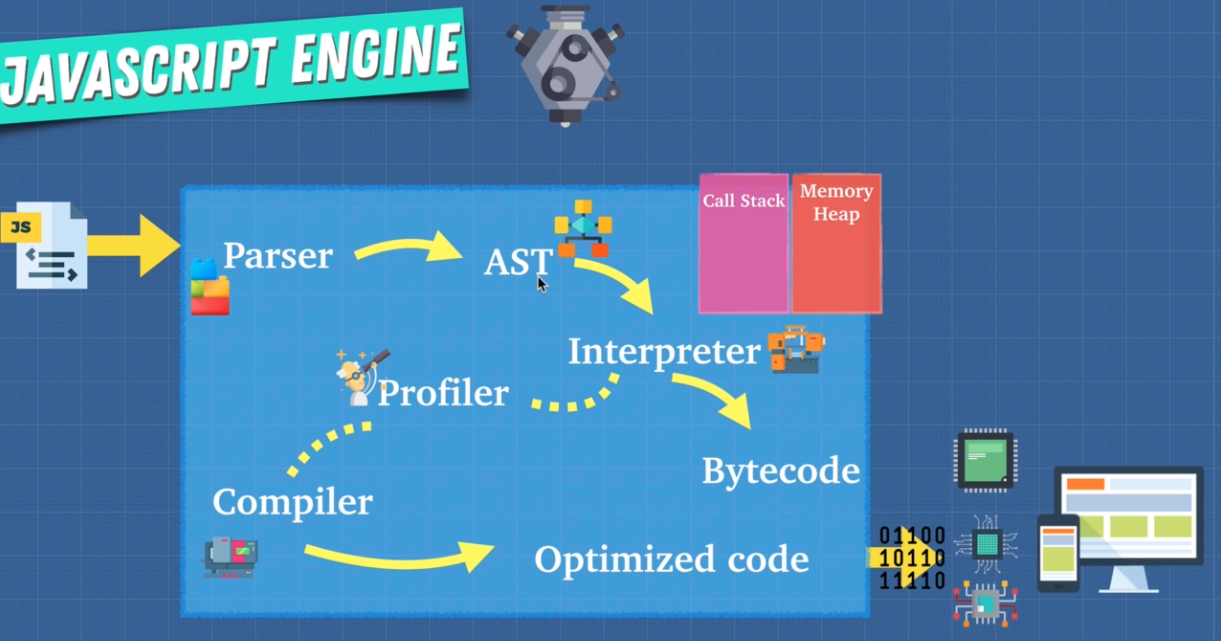 JAVASCRIPT ENGINE
Call Stack
Memory
Heap
JS
Parser
AST
Interpreter
Profiler
Bytecode
Compiler
Optimized code
01100
10110
11110